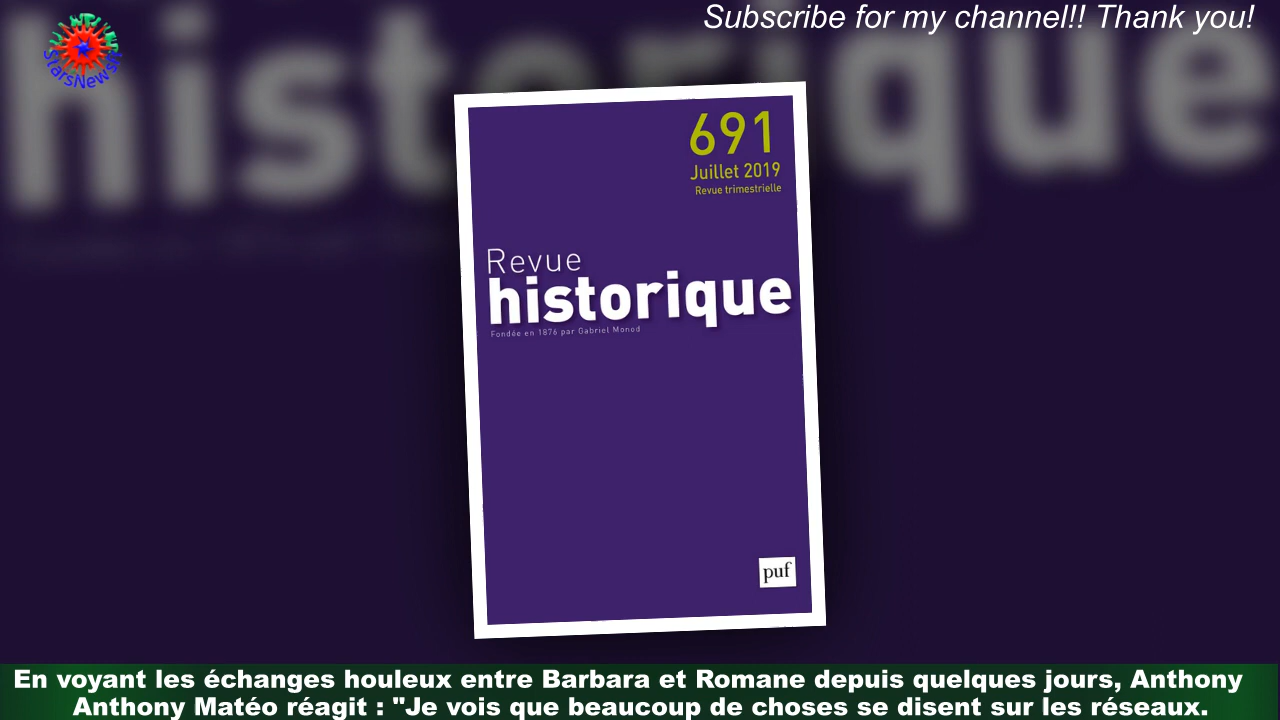 Subscribe for my channel!! Thank you!
StarsNewsFr
historique
691
Juillet 2019
Revue trimestrielle
Revue
historique
Fondée en 1876 par Gabriel Monod
puf
En voyant les échanges houleux entre Barbara et Romane depuis quelques jours, Anthony
Anthony Matéo réagit : "Je vois que beaucoup de choses se disent sur les réseaux.